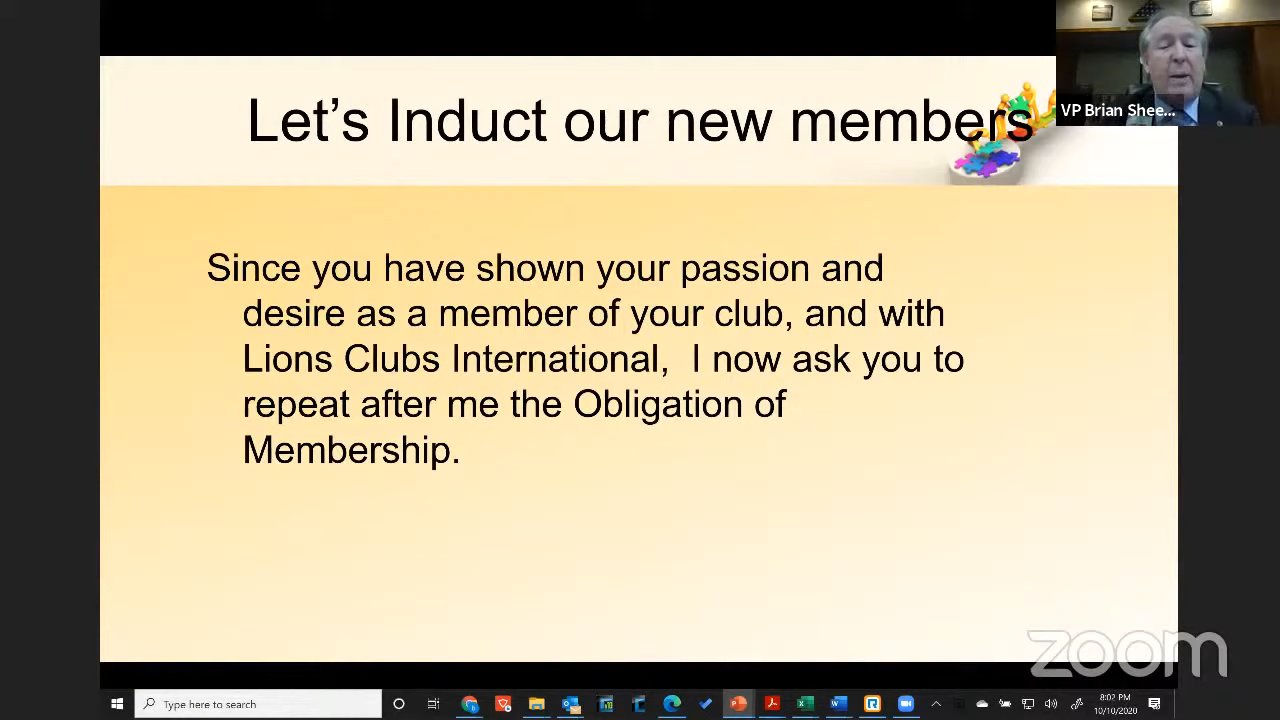 Let's Induct our new members
VP Brian Shee...
Since you have shown your passion and
desire as a member of your club, and with
Lions Clubs International,  I now ask you to
repeat after me the Obligation of
Membership.
zoom
Type here to search
8:02 PM
10/10/2020